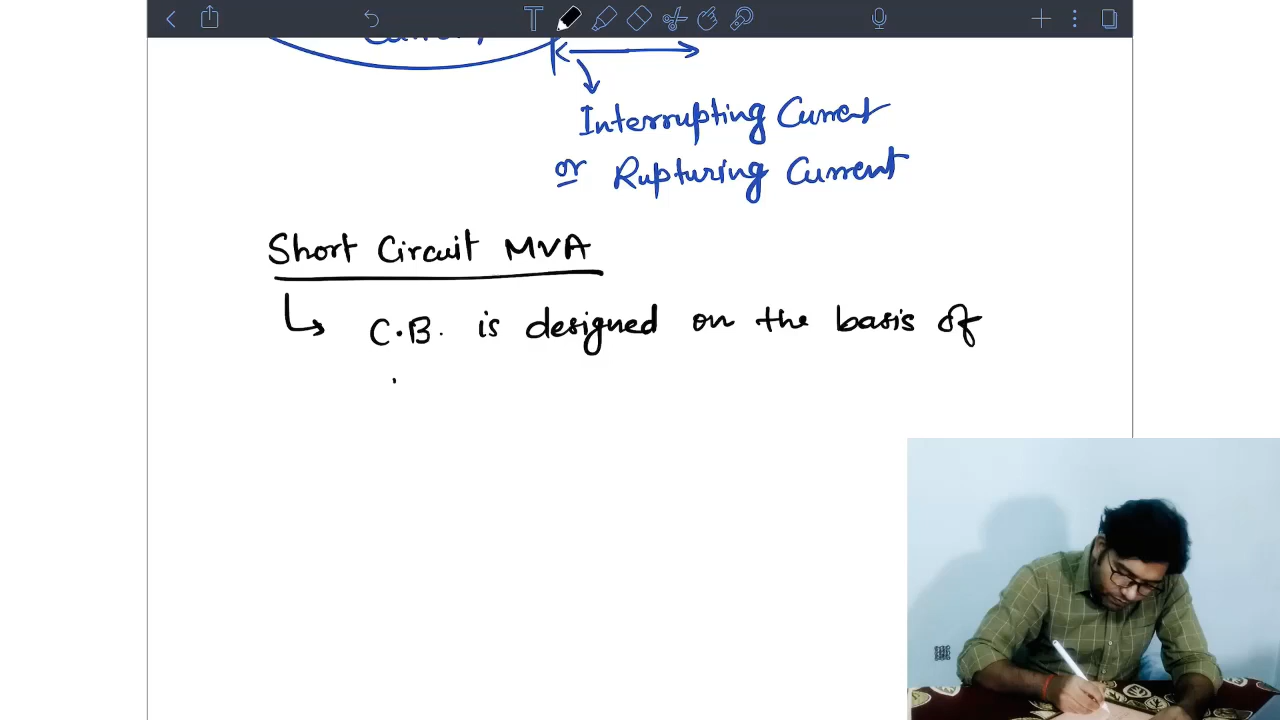 Interrupting Current
or Rupturing Current
Short Circuit MVA
C.B. is designed on the basis of